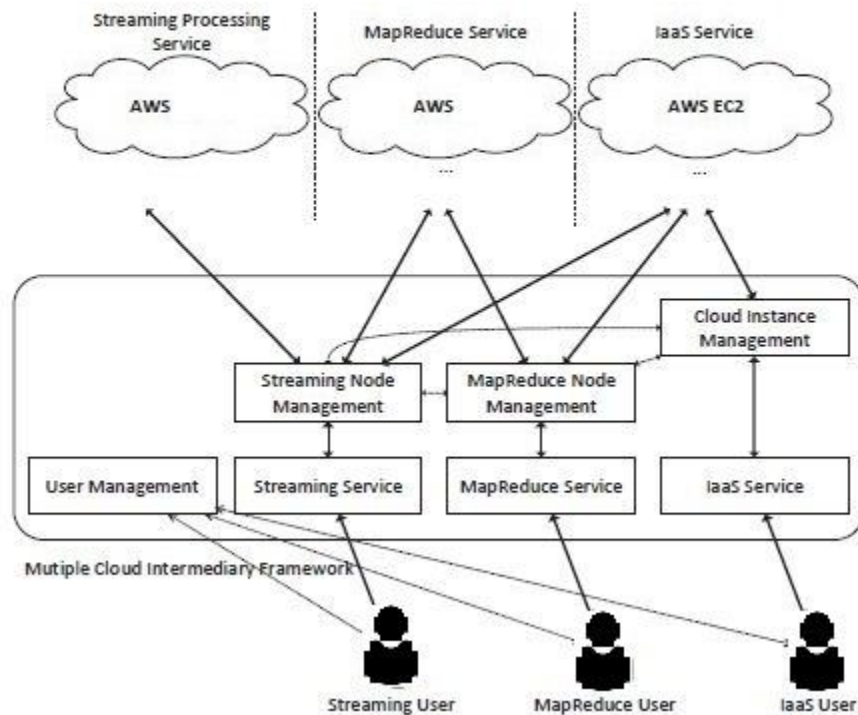 Streaming Processing
Service
MapReduce Service
IaaS Service
AWS
AWS
AWS EC2
...
...
Cloud Instance
Management
Streaming Node
Management
MapReduce Node
Management
User Management
Streaming Service
MapReduce Service
IaaS Service
Mutiple Cloud Intermediary Framework
Streaming User
MapReduce User
IaaS User